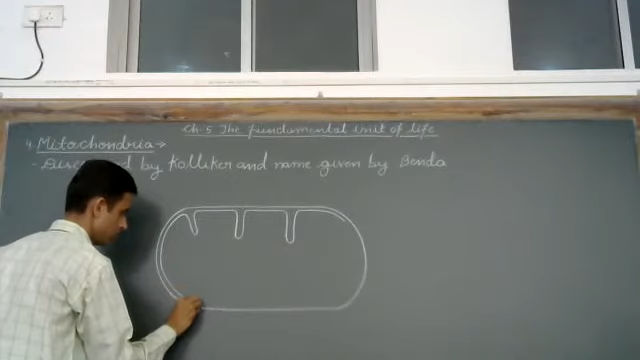 Ch-5 The fundamental unit of life
4. Mitochondria →
- by Kolliker and name given by Benda